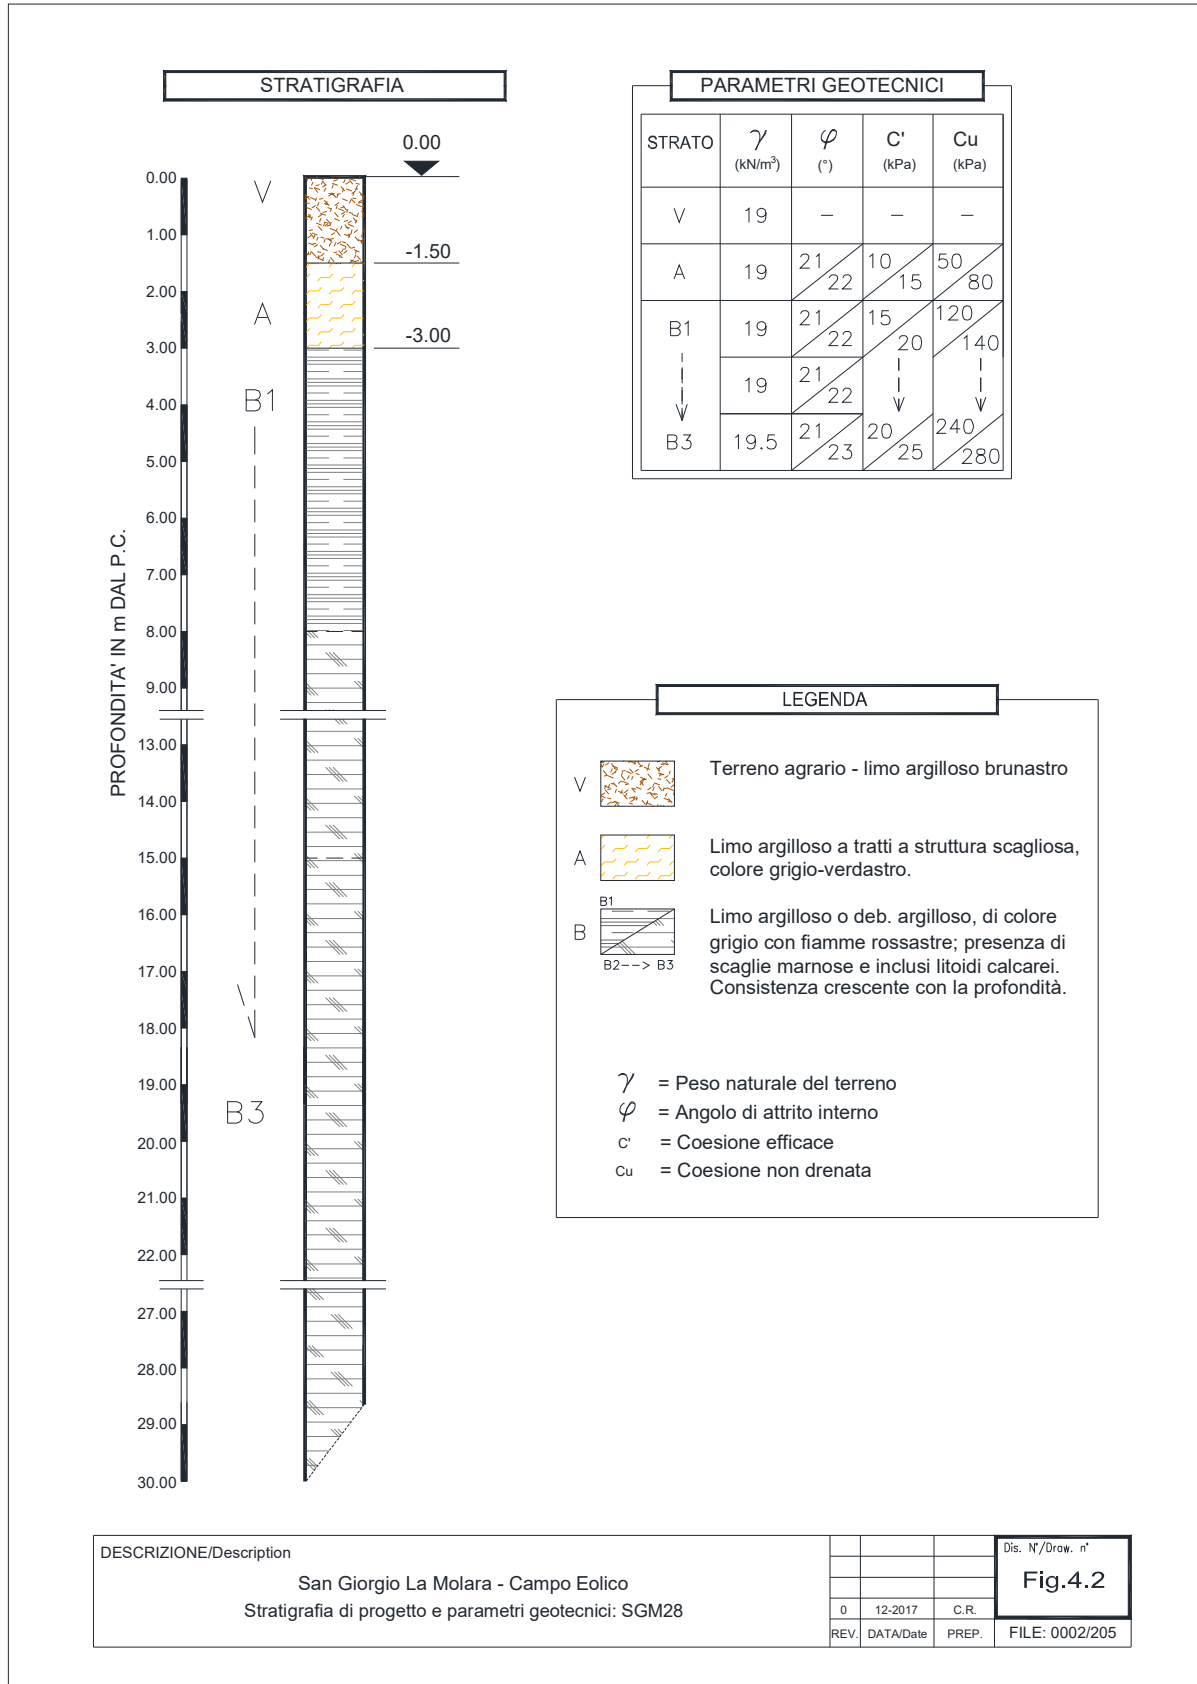 STRATIGRAFIA
0.00
0.00
V
1.00
-1.50
2.00
A
3.00
-3.00
B1
4.00
5.00
6.00
7.00
8.00
9.00
13.00
14.00
15.00
16.00
17.00
18.00
19.00
B3
20.00
21.00
22.00
27.00
28.00
29.00
30.00
PROFONDITA' IN m DAL P.C.
PARAMETRI GEOTECNICI
STRATO γ φ C' Cu
(kN/m³) (°) (kPa) (kPa)
V 19 – – –
A 19 21/22 10/15 50/80
B1 19 21/22 15/20 120/140
19 21/22
B3 19.5 21/23 20/25 240/280
LEGENDA
V Terreno agrario - limo argilloso brunastro
A Limo argilloso a tratti a struttura scagliosa,
colore grigio-verdastro.
B1
B
B2--> B3
Limo argilloso o deb. argilloso, di colore
grigio con fiamme rossastre; presenza di
scaglie marnose e inclusi litoidi calcarei.
Consistenza crescente con la profondità.
γ = Peso naturale del terreno
φ = Angolo di attrito interno
C' = Coesione efficace
Cu = Coesione non drenata
DESCRIZIONE/Description
San Giorgio La Molara - Campo Eolico
Stratigrafia di progetto e parametri geotecnici: SGM28
0 12-2017 C.R.
REV. DATA/Date PREP.
Dis. N°/Draw. n°
Fig.4.2
FILE: 0002/205